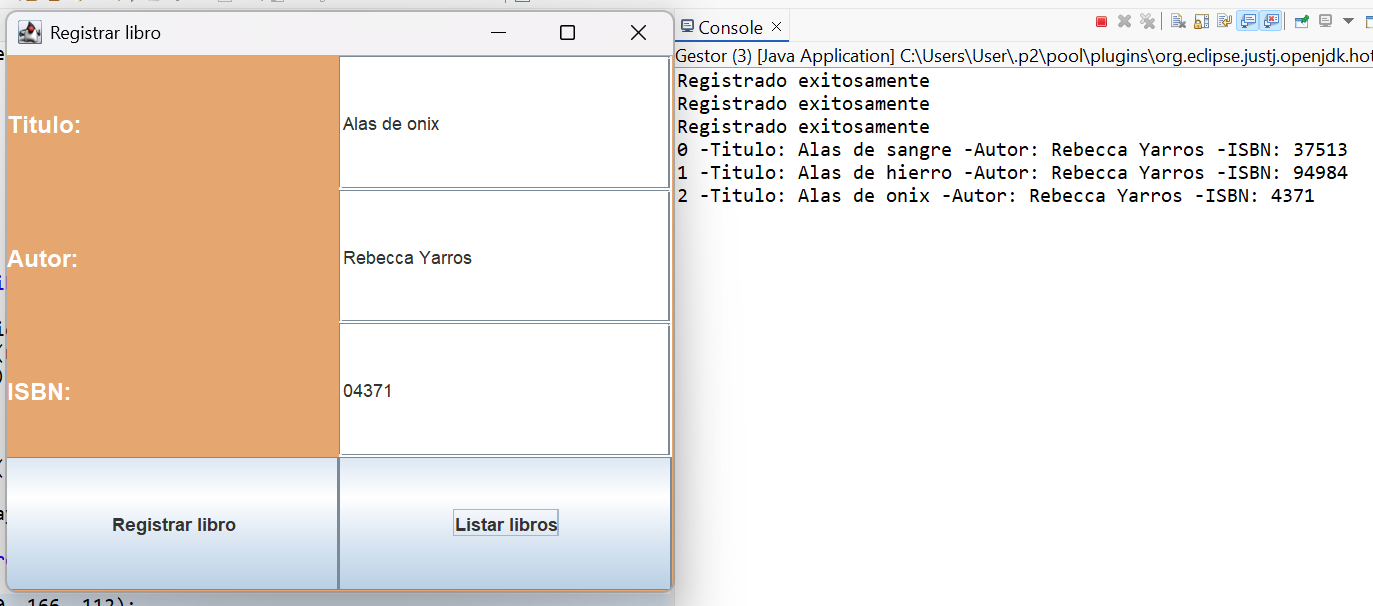 Registrar libro
Titulo:
Alas de onix
Autor:
Rebecca Yarros
ISBN:
04371
Registrar libro
Listar libros
Console
Gestor (3) [Java Application] C:\Users\User\.p2\pool\plugins\org.eclipse.justj.openjdk.hot
Registrado exitosamente
Registrado exitosamente
Registrado exitosamente
0 -Titulo: Alas de sangre -Autor: Rebecca Yarros -ISBN: 37513
1 -Titulo: Alas de hierro -Autor: Rebecca Yarros -ISBN: 94984
2 -Titulo: Alas de onix -Autor: Rebecca Yarros -ISBN: 4371
166, 112);